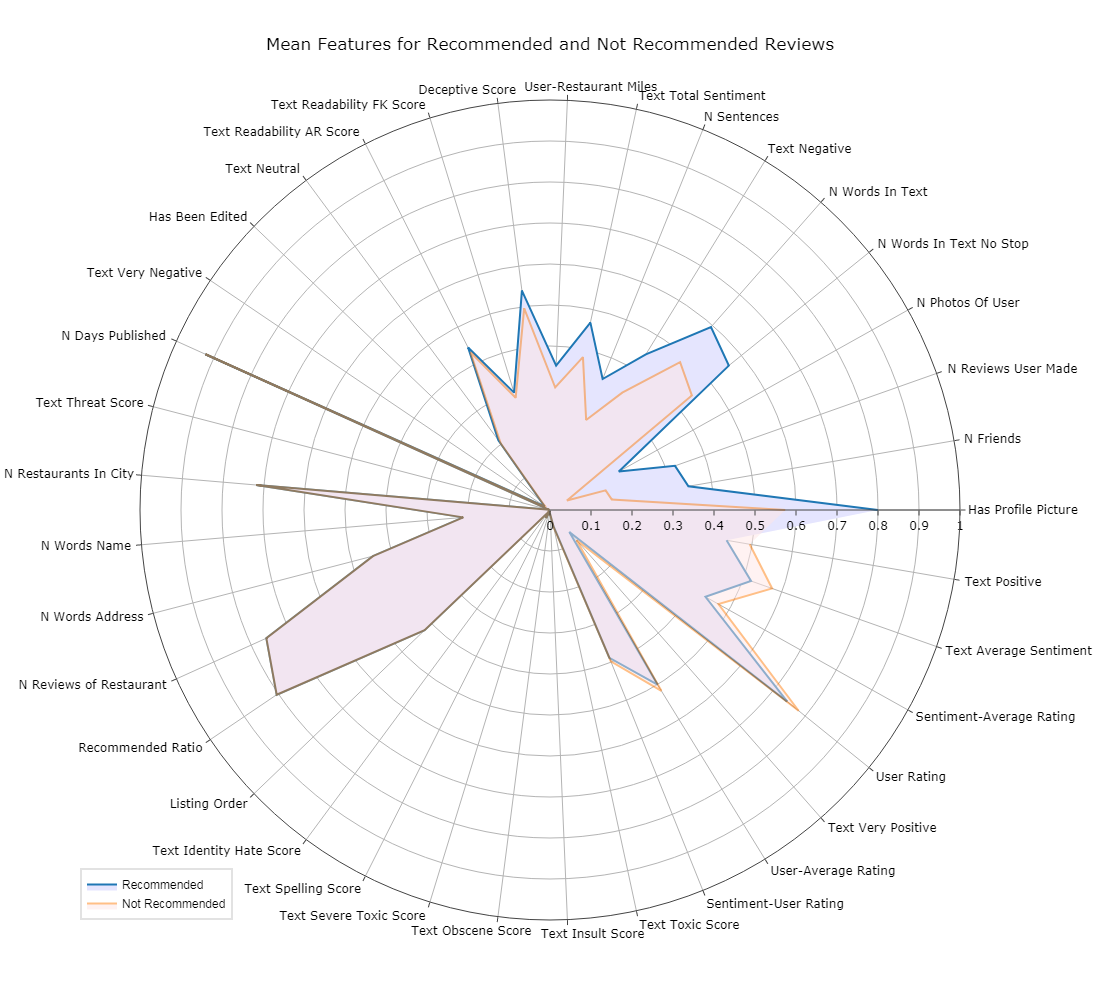 Mean Features for Recommended and Not Recommended Reviews
User-Restaurant Miles
Deceptive Score
Text Total Sentiment
Text Readability FK Score
N Sentences
Text Readability AR Score
Text Negative
Text Neutral
N Words In Text
Has Been Edited
N Words In Text No Stop
Text Very Negative
N Photos Of User
N Days Published
N Reviews User Made
Text Threat Score
N Friends
N Restaurants In City
Has Profile Picture
0 0.1 0.2 0.3 0.4 0.5 0.6 0.7 0.8 0.9 1
N Words Name
Text Positive
N Words Address
Text Average Sentiment
N Reviews of Restaurant
Sentiment-Average Rating
Recommended Ratio
User Rating
Listing Order
Text Very Positive
Text Identity Hate Score
User-Average Rating
Text Spelling Score
Sentiment-User Rating
Text Severe Toxic Score
Text Toxic Score
Text Obscene Score
Text Insult Score
Recommended
Not Recommended